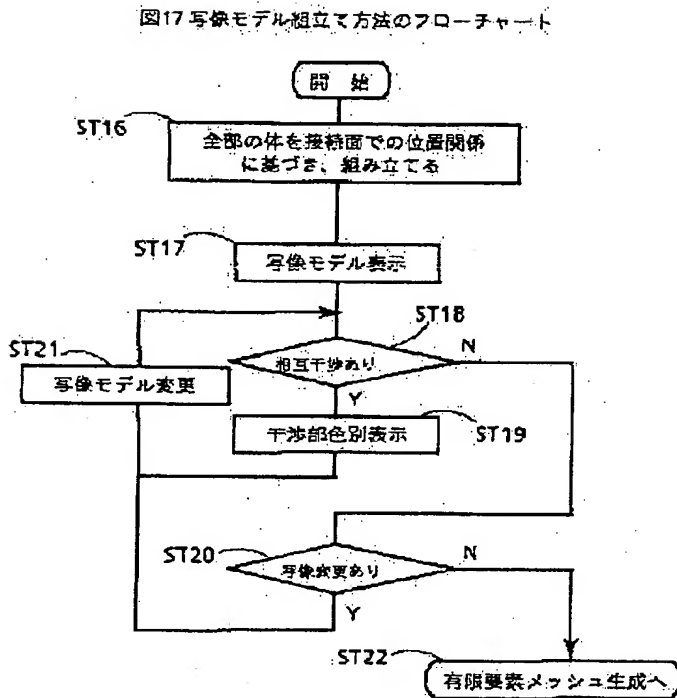 図17 写像モデル組立て方法のフローチャート
開 始
ST16
全部の体を接続面での位置関係
に基づき、組み立てる
ST17
写像モデル表示
ST18
相互干渉あり
N
Y
ST21
写像モデル変更
干渉部色別表示
ST19
ST20
写像変更あり
N
Y
ST22
有限要素メッシュ生成へ